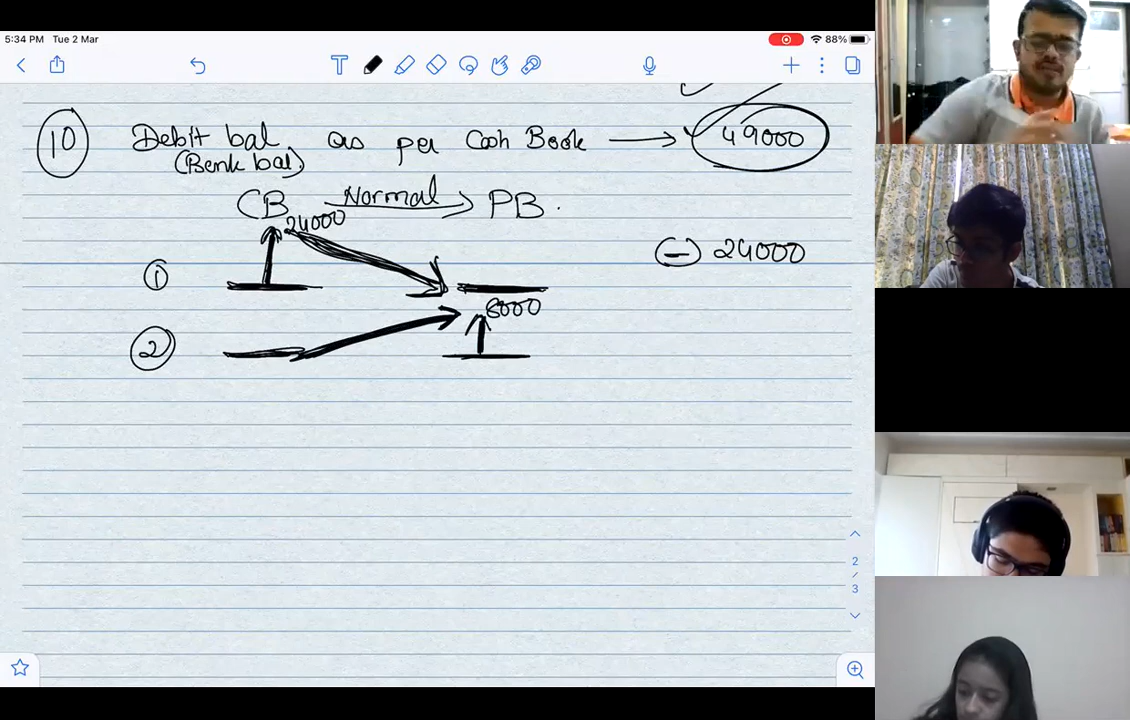 5:34 PM Tue 2 Mar 88%
10 Debit bal as per Cash Book → 49000
(Bank bal)
CB Normal → PB.
24000
1 (-) 24000
8000
2
2
/
3